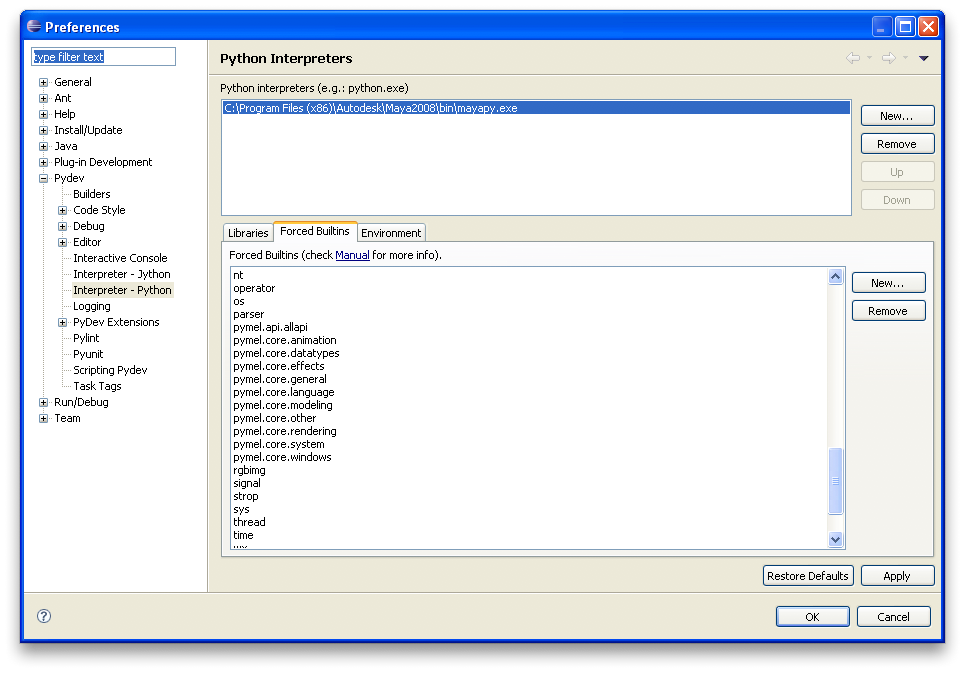 Preferences
type filter text
General
Ant
Help
Install/Update
Java
Plug-in Development
Pydev
Builders
Code Style
Debug
Editor
Interactive Console
Interpreter - Jython
Interpreter - Python
Logging
PyDev Extensions
Pylint
Pyunit
Scripting Pydev
Task Tags
Run/Debug
Team
Python Interpreters
Python interpreters (e.g.: python.exe)
C:\Program Files (x86)\Autodesk\Maya2008\bin\mayapy.exe
New...
Remove
Up
Down
Libraries Forced Builtins Environment
Forced Builtins (check Manual for more info).
nt
operator
os
parser
pymel.api.allapi
pymel.core.animation
pymel.core.datatypes
pymel.core.effects
pymel.core.general
pymel.core.language
pymel.core.modeling
pymel.core.other
pymel.core.rendering
pymel.core.system
pymel.core.windows
rgbimg
signal
strop
sys
thread
time
New...
Remove
Restore Defaults Apply
OK Cancel